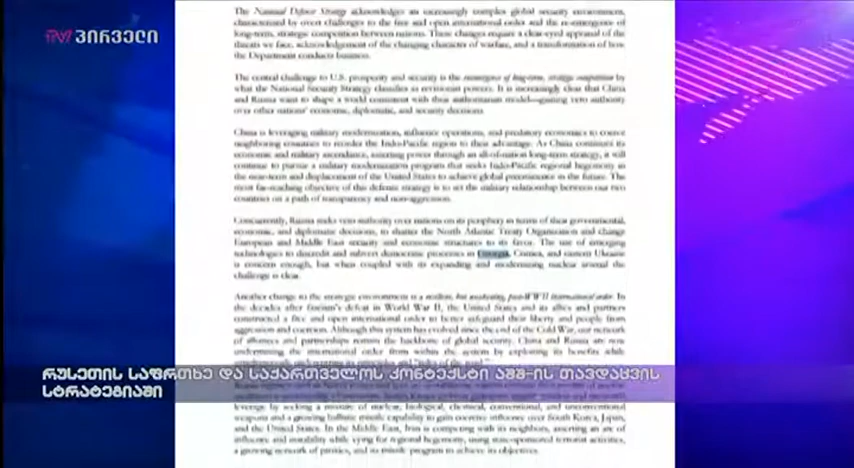 TV ᲞᲘᲠᲕᲔᲚᲘ
The National Defense Strategy acknowledges an increasingly complex global security environment,
characterized by overt challenges to the free and open international order and the re-emergence of
long-term, strategic competition between nations. These changes require a clear-eyed appraisal of the
threats we face, acknowledgement of the changing character of warfare, and a transformation of how
the Department conducts business.
The central challenge to U.S. prosperity and security is the reemergence of long-term, strategic competition by
what the National Security Strategy classifies as revisionist powers. It is increasingly clear that China
and Russia want to shape a world consistent with their authoritarian model—gaining veto authority
over other nations' economic, diplomatic, and security decisions.
China is leveraging military modernization, influence operations, and predatory economics to coerce
neighboring countries to reorder the Indo-Pacific region to their advantage. As China continues its
economic and military ascendance, asserting power through an all-of-nation long-term strategy, it will
continue to pursue a military modernization program that seeks Indo-Pacific regional hegemony in
the near-term and displacement of the United States to achieve global preeminence in the future. The
most far-reaching objective of this defense strategy is to set the military relationship between our two
countries on a path of transparency and non-aggression.
Concurrently, Russia seeks veto authority over nations on its periphery in terms of their governmental,
economic, and diplomatic decisions, to shatter the North Atlantic Treaty Organization and change
European and Middle East security and economic structures to its favor. The use of emerging
technologies to discredit and subvert democratic processes in Georgia, Crimea, and eastern Ukraine
is concern enough, but when coupled with its expanding and modernizing nuclear arsenal the
challenge is clear.
Another change to the strategic environment is a resilient, but weakening, post-WWII international order. In
the decades after fascism's defeat in World War II, the United States and its allies and partners
constructed a free and open international order to better safeguard their liberty and people from
aggression and coercion. Although this system has evolved since the end of the Cold War, our network
of alliances and partnerships remain the backbone of global security. China and Russia are now
undermining the international order from within the system by exploiting its benefits while
ᲠᲣᲡᲔᲗᲘᲡ ᲡᲐᲤᲠᲗᲮᲔ ᲓᲐ ᲡᲐᲥᲐᲠᲗᲕᲔᲚᲝᲡ ᲙᲝᲜᲢᲔᲥᲡᲢᲘ ᲐᲨᲨ-ᲘᲡ ᲗᲐᲕᲓᲐᲪᲕᲘᲡ
ᲡᲢᲠᲐᲢᲔᲒᲘᲐᲨᲘ
leverage by seeking a mixture of nuclear, biological, chemical, conventional, and unconventional
weapons and a growing ballistic missile capability to gain coercive influence over South Korea, Japan,
and the United States. In the Middle East, Iran is competing with its neighbors, asserting an arc of
influence and instability while vying for regional hegemony, using state-sponsored terrorist activities,
a growing network of proxies, and its missile program to achieve its objectives.